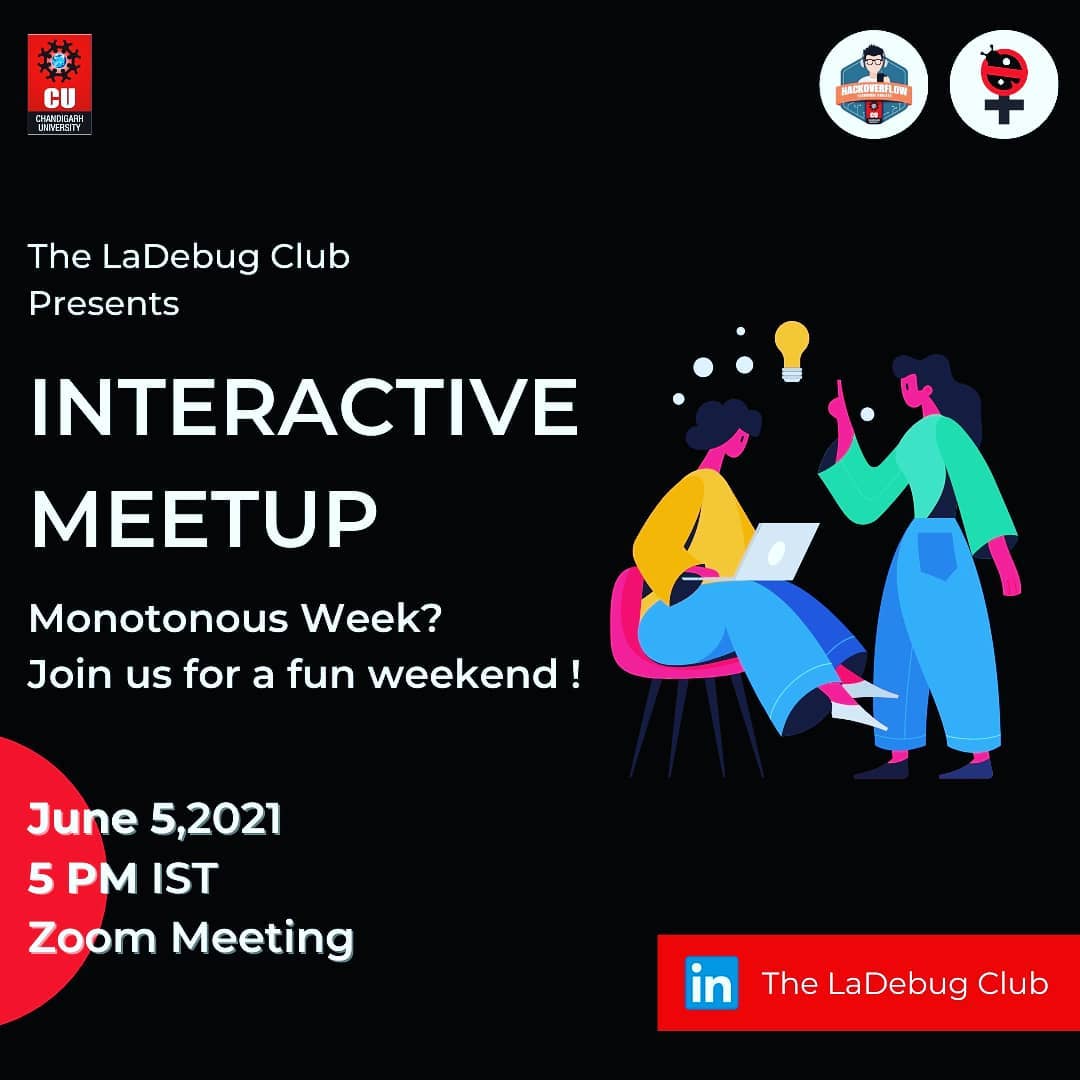 CU
CHANDIGARH
UNIVERSITY
HACKOVERFLOW
The LaDebug Club
Presents
INTERACTIVE
MEETUP
Monotonous Week?
Join us for a fun weekend !
June 5,2021
5 PM IST
Zoom Meeting
in The LaDebug Club